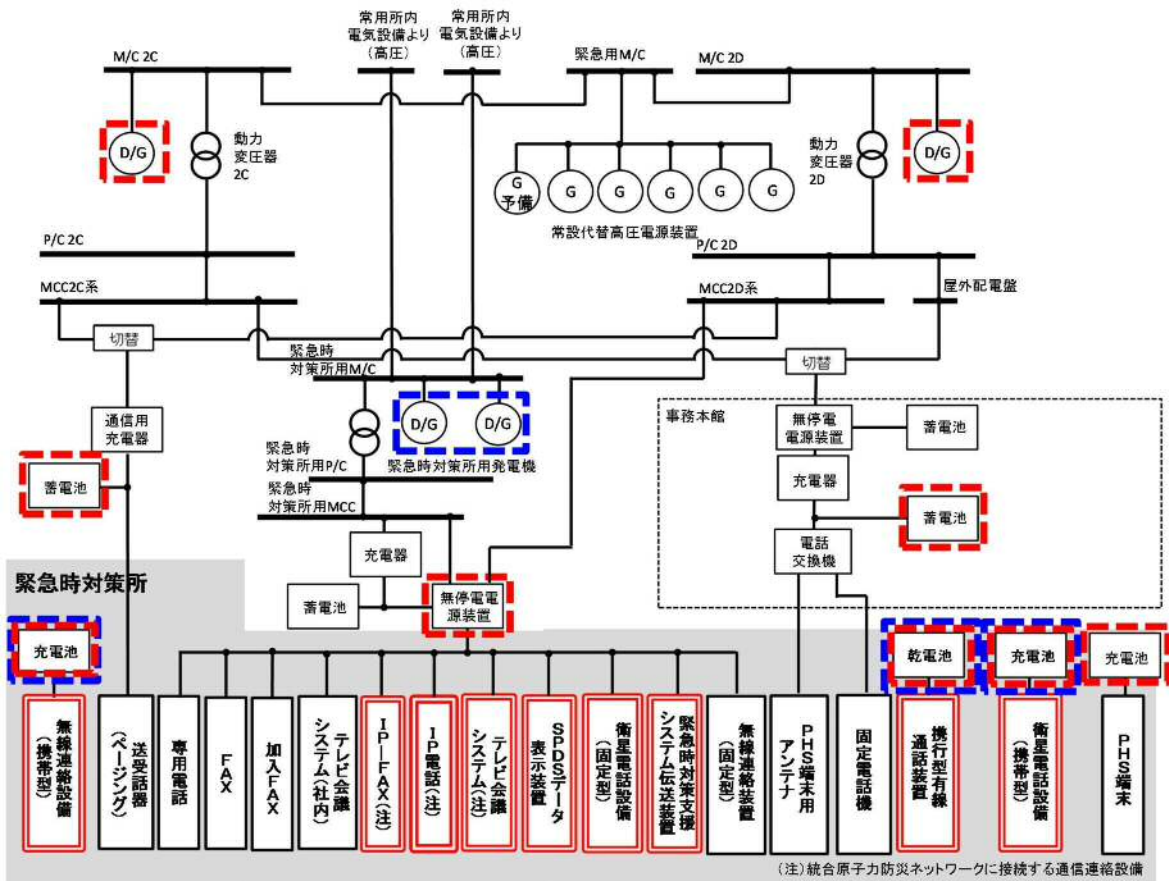 常用所内
電気設備より
(高圧)
常用所内
電気設備より
(高圧)
M/C 2C
緊急用M/C
M/C 2D
D/G
動力
変圧器
2C
G
予備
G
G
G
G
G
常設代替高圧電源装置
動力
変圧器
2D
D/G
P/C 2C
P/C 2D
MCC2C系
MCC2D系
屋外配電盤
切替
緊急時
対策所用M/C
切替
通信用
充電器
D/G
D/G
緊急時対策所用発電機
事務本館
無停電
電源装置
蓄電池
緊急時
対策所用P/C
充電器
蓄電池
緊急時
対策所用MCC
蓄電池
充電器
電話
交換機
緊急時対策所
蓄電池
無停電電
源装置
充電池
乾電池
充電池
充電池
無線連絡設備
(携帯型)
送受話器
(ページング)
専用電話
FAX
加入FAX
テレビ会議
システム(社内)
IP-FAX(注)
IP電話(注)
テレビ会議
システム(注)
SPDSデータ
表示装置
衛星電話設備
(固定型)
緊急時対策支援
システム伝送装置
無線連絡装置
(固定型)
PHS端末用
アンテナ
固定電話機
携行型有線
通話装置
衛星電話設備
(携帯型)
PHS端末
(注)統合原子力防災ネットワークに接続する通信連絡設備